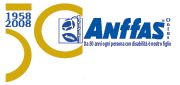 1958
2008
ANFFAS
Onlus
Da 50 anni ogni persona con disabilità è nostro figlio